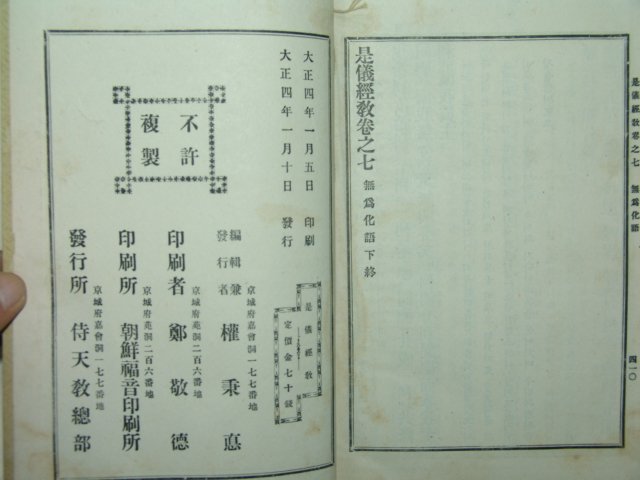 是儀經教卷之七　無爲化語
四一〇
是儀經教卷之七　無爲化語下終
大正四年一月五日　印刷
大正四年一月十日　發行
是儀經教
定價金七十錢
不許
複製
京城府嘉會洞一七七番地
編輯兼
發行者　權秉悳
京城府苑洞二百六番地
印刷者　鄭敬德
京城府苑洞二百六番地
印刷所　朝鮮福音印刷所
京城府嘉會洞一七七番地
發行所　侍天敎總部